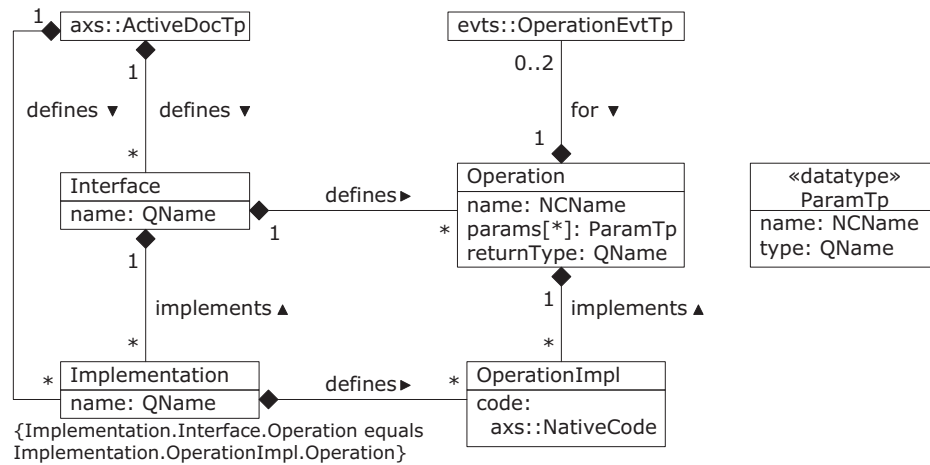 1
axs::ActiveDocTp
evts::OperationEvtTp
1
0..2
defines ▼
defines ▼
for ▼
*
1
Interface
name: QName
defines ►
1
*
Operation
name: NCName
params[*]: ParamTp
returnType: QName
«datatype»
ParamTp
name: NCName
type: QName
1
1
implements ▲
implements ▲
*
*
*
Implementation
name: QName
defines ►
*
OperationImpl
code:
axs::NativeCode
{Implementation.Interface.Operation equals
Implementation.OperationImpl.Operation}